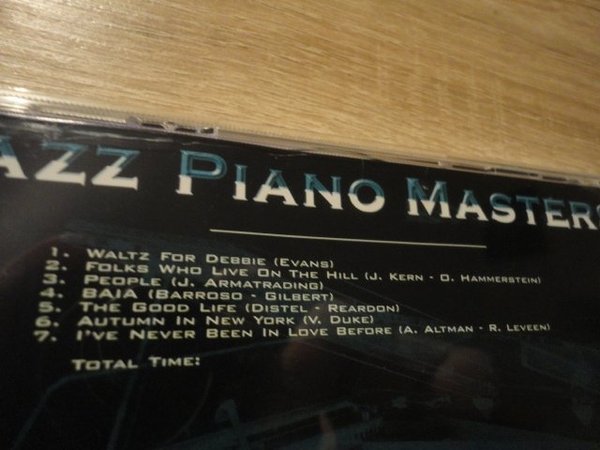 AZZ PIANO MASTERS
1. WALTZ FOR DEBBIE (EVANS)
2. FOLKS WHO LIVE ON THE HILL (J. KERN - O. HAMMERSTEIN)
3. PEOPLE (J. ARMATRADING)
4. BAIA (BARROSO - GILBERT)
5. THE GOOD LIFE (DISTEL - REARDON)
6. AUTUMN IN NEW YORK (V. DUKE)
7. I'VE NEVER BEEN IN LOVE BEFORE (A. ALTMAN - R. LEVEEN)
TOTAL TIME: